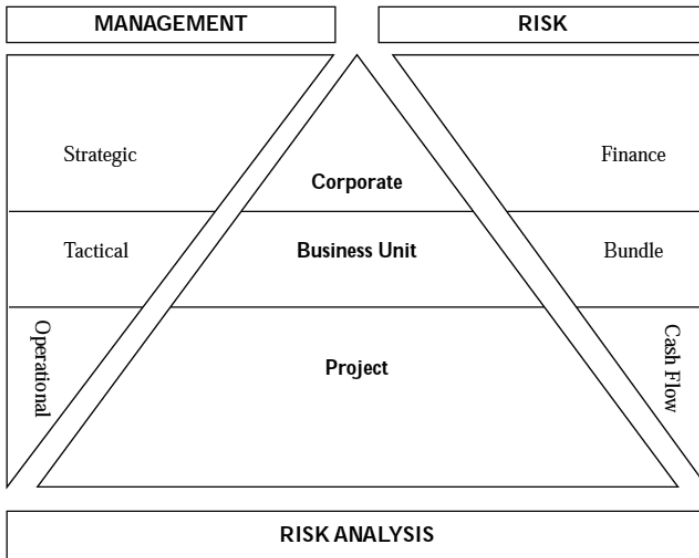 MANAGEMENT
RISK
Strategic
Finance
Corporate
Tactical
Business Unit
Bundle
Operational
Project
Cash Flow
RISK ANALYSIS